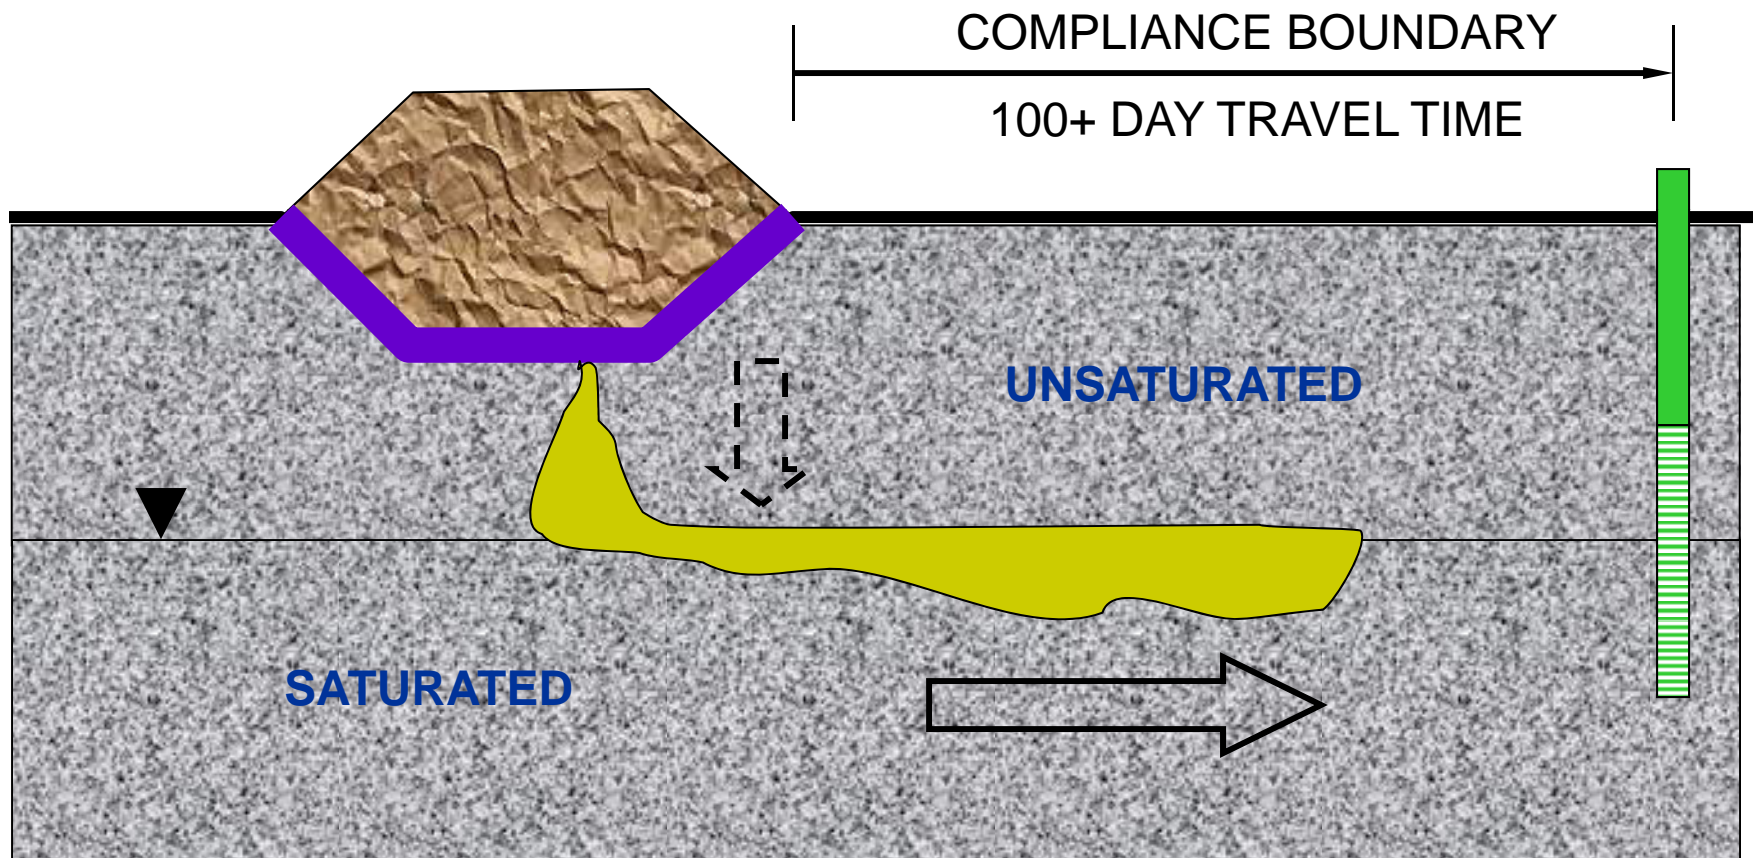 COMPLIANCE BOUNDARY
100+ DAY TRAVEL TIME
UNSATURATED
SATURATED